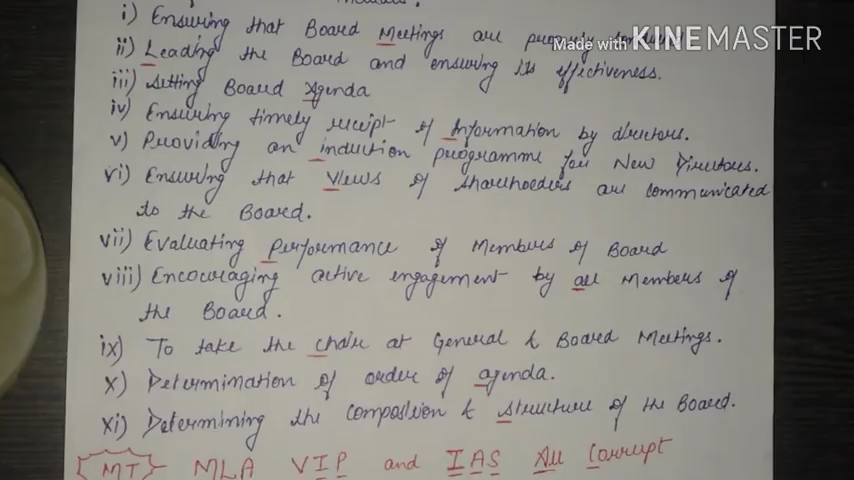 i) Ensuring that Board Meetings are properly
Made with KINEMASTER
ii) Leading the Board and ensuring its effectiveness.
iii) Setting Board Agenda
iv) Ensuring timely receipt of Information by directors.
v) Providing an induction programme for New Directors.
vi) Ensuring that Views of shareholders are communicated
to the Board.
vii) Evaluating Performance of Members of Board
viii) Encouraging active engagement by all Members of
the Board.
ix) To take the chair at General & Board Meetings.
x) Determination of order of agenda.
xi) Determining the composition & structure of the Board.
MT MLA VIP and IAS All Corrupt